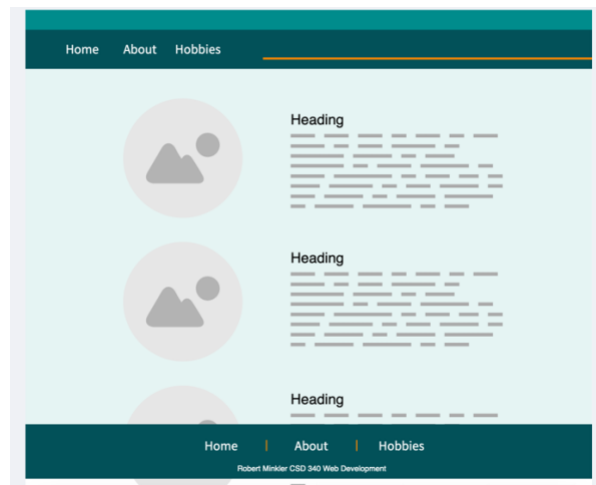 Home About Hobbies
Heading
Heading
Heading
Home | About | Hobbies
Robert Minkler CSD 340 Web Development